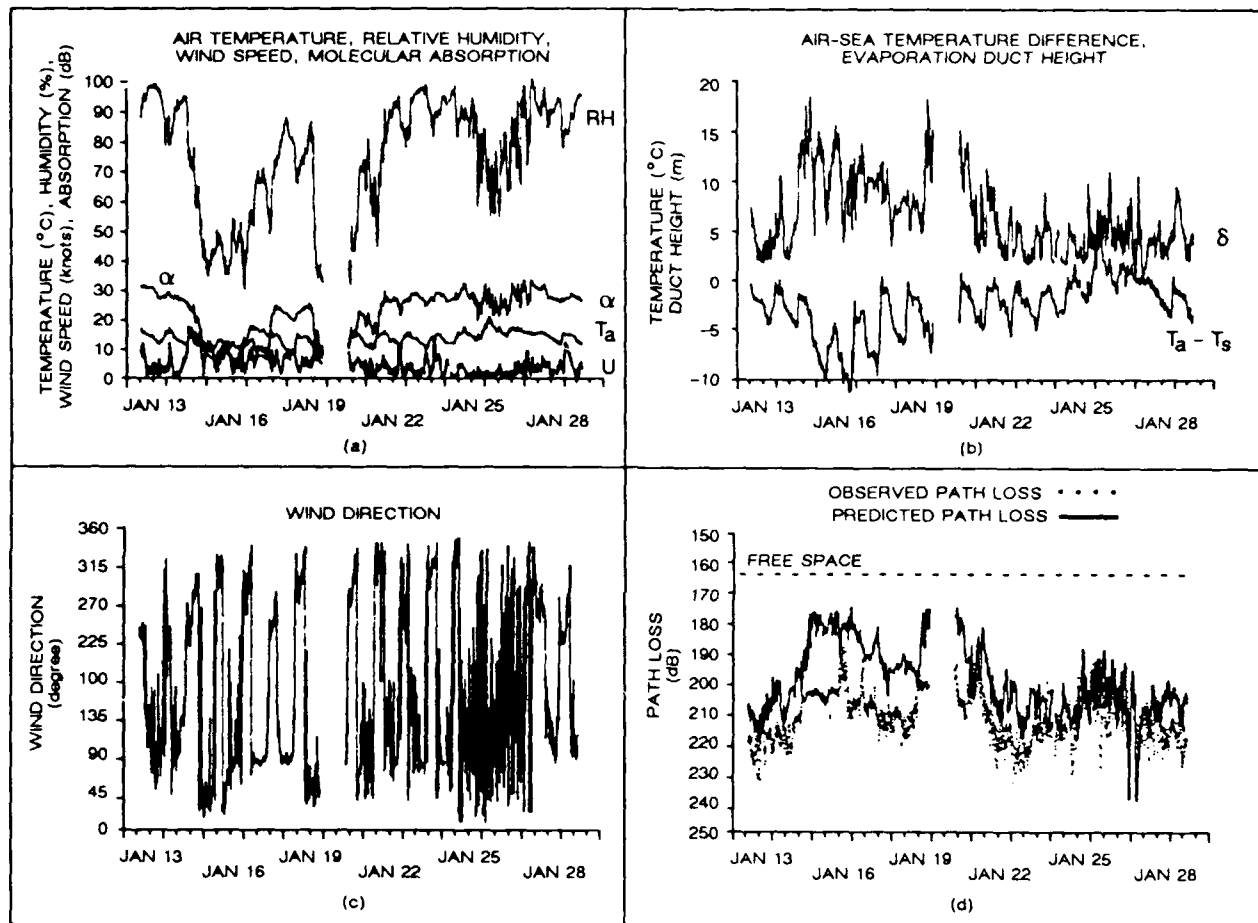 AIR TEMPERATURE, RELATIVE HUMIDITY,
WIND SPEED, MOLECULAR ABSORPTION
TEMPERATURE (°C), HUMIDITY (%),
WIND SPEED (knots), ABSORPTION (dB)
100
90
80
70
60
50
40
30
20
10
0
RH
α
α
Ta
U
JAN 13
JAN 16
JAN 19
JAN 22
JAN 25
JAN 28
(a)
AIR-SEA TEMPERATURE DIFFERENCE,
EVAPORATION DUCT HEIGHT
TEMPERATURE (°C)
DUCT HEIGHT (m)
20
15
10
5
0
-5
-10
δ
Ta - Ts
JAN 13
JAN 16
JAN 19
JAN 22
JAN 25
JAN 28
(b)
WIND DIRECTION
WIND DIRECTION
(degree)
360
315
270
225
100
135
90
45
0
JAN 13
JAN 16
JAN 19
JAN 22
JAN 25
JAN 28
(c)
OBSERVED PATH LOSS
PREDICTED PATH LOSS
FREE SPACE
PATH LOSS
(dB)
150
160
170
180
190
200
210
220
230
240
250
JAN 13
JAN 16
JAN 19
JAN 22
JAN 25
JAN 28
(d)